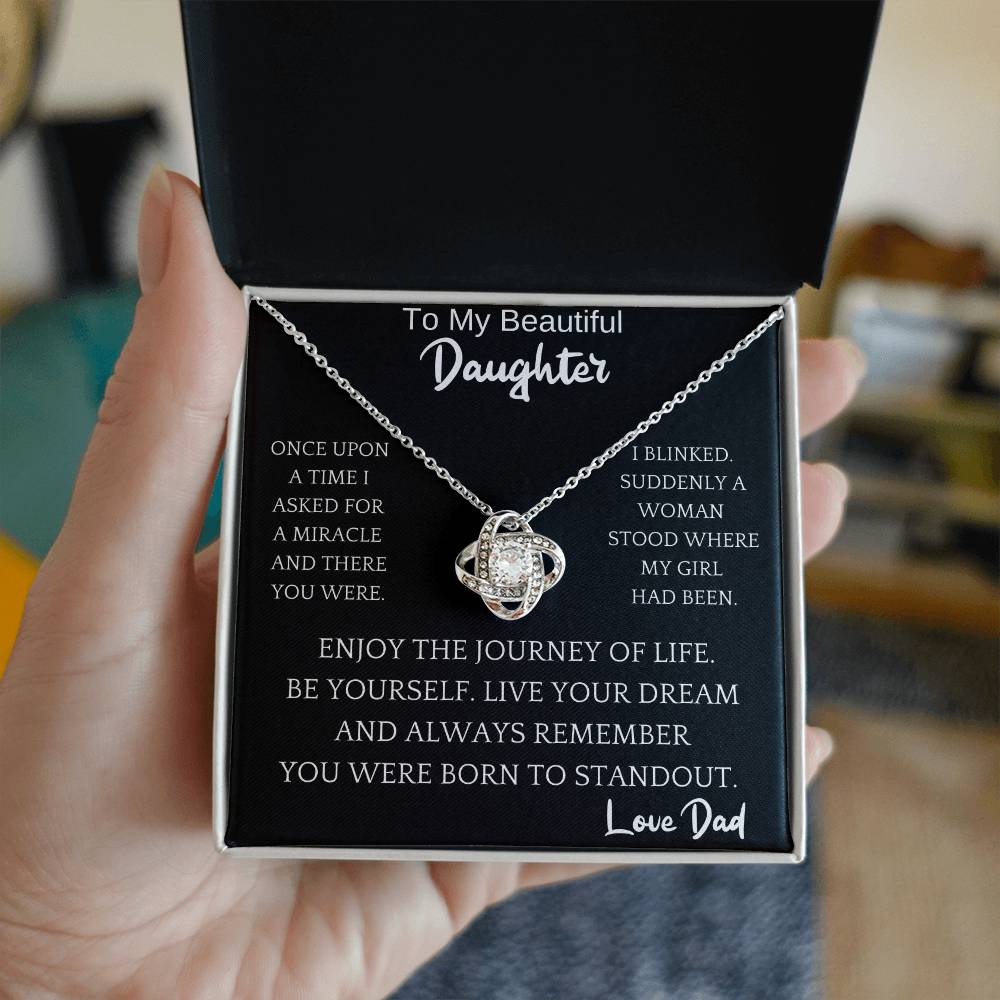 To My Beautiful
Daughter
ONCE UPON
A TIME I
ASKED FOR
A MIRACLE
AND THERE
YOU WERE.
I BLINKED.
SUDDENLY A
WOMAN
STOOD WHERE
MY GIRL
HAD BEEN.
ENJOY THE JOURNEY OF LIFE.
BE YOURSELF. LIVE YOUR DREAM
AND ALWAYS REMEMBER
YOU WERE BORN TO STANDOUT.
Love Dad